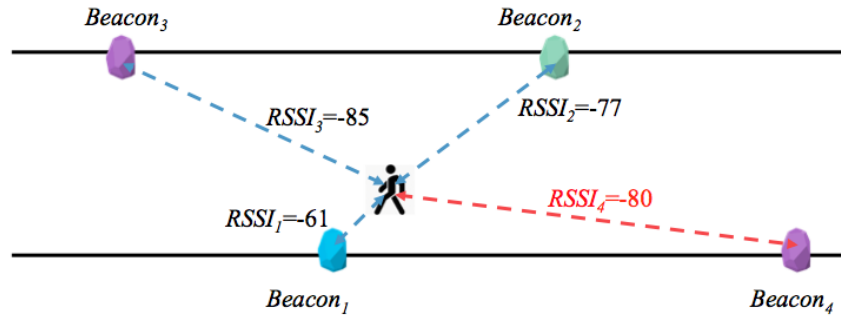 Beacon3
Beacon2
RSSI3=-85
RSSI2=-77
RSSI4=-80
RSSI1=-61
Beacon1
Beacon4